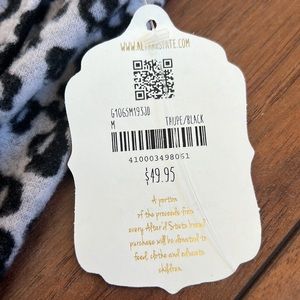 WWW.ALTARDSTATE.COM
G10GSM19330
M TAUPE/BLACK
410003498051
$49.95
A portion
of the proceeds from
every Altar'd State brand
purchase will be donated to
feed, clothe and educate
children.